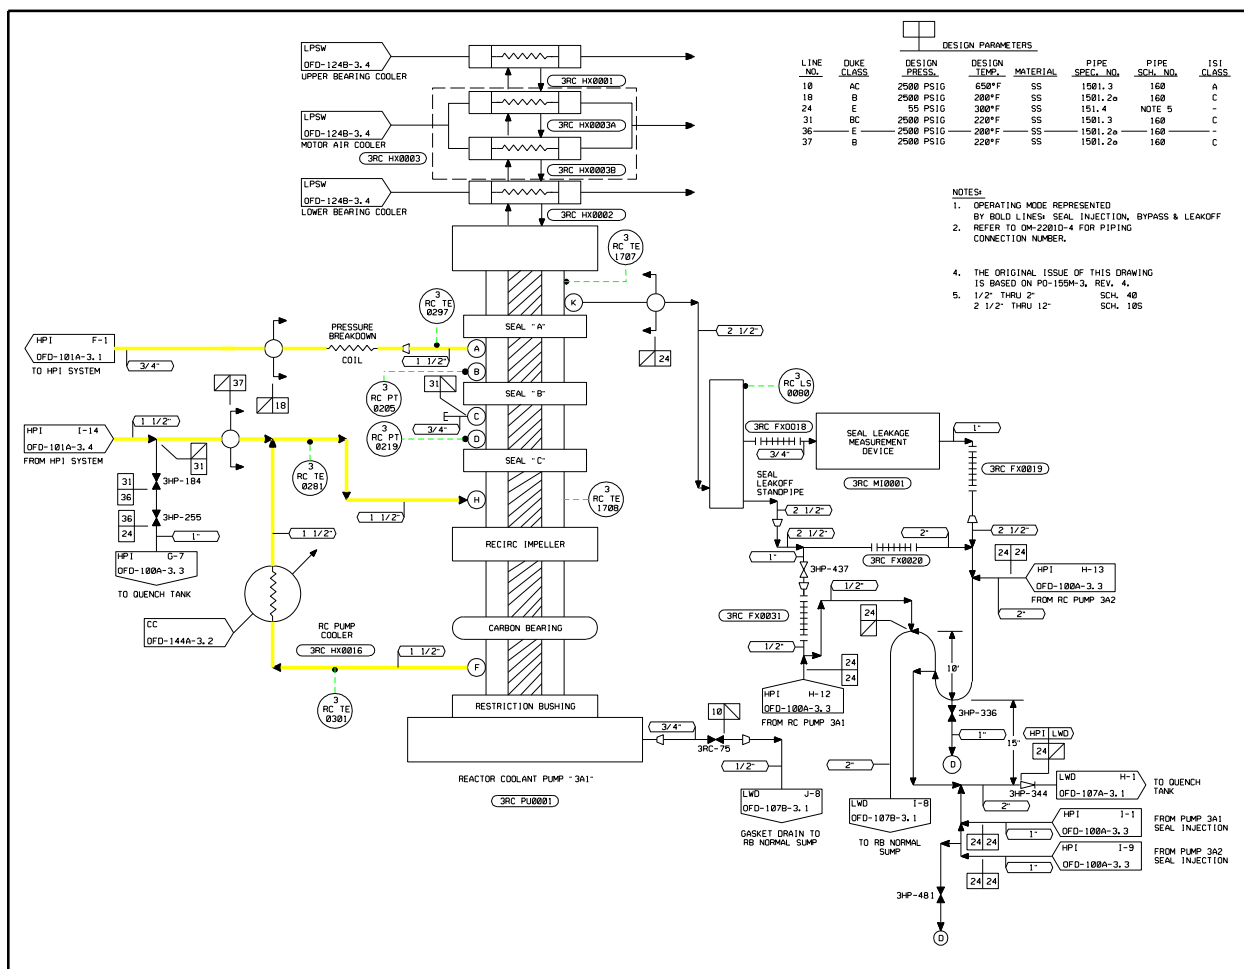 LPSW
OFD-124B-3.4
UPPER BEARING COOLER
3RC HX0001
LPSW
OFD-124B-3.4
MOTOR AIR COOLER
3RC HX0003
3RC HX0003A
3RC HX0003B
LPSW
OFD-124B-3.4
LOWER BEARING COOLER
3RC HX0002
DESIGN PARAMETERS
LINE NO. DUKE CLASS DESIGN PRESS. DESIGN TEMP. MATERIAL PIPE SPEC. NO. PIPE SCH. NO. ISI CLASS
10 AC 2500 PSIG 650°F SS 1501.3 160 A
18 B 2500 PSIG 200°F SS 1501.2a 160 C
24 E 55 PSIG 300°F SS 151.4 NOTE 5 -
31 BC 2500 PSIG 220°F SS 1501.3 160 C
36 E 2500 PSIG 200°F SS 1501.2a 160 -
37 B 2500 PSIG 220°F SS 1501.2a 160 C
NOTES:
1. OPERATING MODE REPRESENTED
BY BOLD LINES: SEAL INJECTION, BYPASS & LEAKOFF
2. REFER TO OM-2201D-4 FOR PIPING
CONNECTION NUMBER.
4. THE ORIGINAL ISSUE OF THIS DRAWING
IS BASED ON PO-155M-3, REV. 4.
5. 1/2" THRU 2" SCH. 40
2 1/2" THRU 12" SCH. 10S
3
RC TE
1707
3
RC TE
0297
K
SEAL "A"
2 1/2"
24
HPI F-1
OFD-101A-3.1
TO HPI SYSTEM
3/4"
PRESSURE
BREAKDOWN
COIL
1 1/2"
A
B
18
37
3
RC PT
0205
31
SEAL "B"
C
3/4"
3
RC PT
0219
D
SEAL "C"
3
RC LS
0080
HPI I-14
OFD-101A-3.4
FROM HPI SYSTEM
1 1/2"
31
3
RC TE
0281
3HP-184
31
36
3HP-255
36
24
1"
HPI G-7
OFD-100A-3.3
TO QUENCH TANK
1 1/2"
H
1 1/2"
3
RC TE
1708
RECIRC IMPELLER
CARBON BEARING
CC
OFD-144A-3.2
RC PUMP
COOLER
3RC HX0016
1 1/2"
F
3
RC TE
0301
RESTRICTION BUSHING
REACTOR COOLANT PUMP "3A1"
3RC PU0001
3RC FX0018
3/4"
SEAL LEAKAGE
MEASUREMENT
DEVICE
3RC MI0001
1"
3RC FX0019
SEAL
LEAKOFF
STANDPIPE
2 1/2"
2 1/2"
2"
2 1/2"
1"
3HP-437
3RC FX0020
24 24
HPI H-13
OFD-100A-3.3
FROM RC PUMP 3A2
2"
3RC FX0031
1/2"
24
1/2"
24
24
HPI H-12
OFD-100A-3.3
FROM RC PUMP 3A1
10'
3HP-336
1"
D
15"
HPI LWD
24
3/4"
10
3RC-75
1/2"
LWD J-8
OFD-107B-3.1
GASKET DRAIN TO
RB NORMAL SUMP
2"
LWD I-8
OFD-107B-3.1
TO RB NORMAL
SUMP
3HP-344
2"
LWD H-1
OFD-107A-3.1
TO QUENCH
TANK
HPI I-1
OFD-100A-3.3
FROM PUMP 3A1
SEAL INJECTION
1"
24 24
HPI I-9
OFD-100A-3.3
FROM PUMP 3A2
SEAL INJECTION
1"
24 24
3HP-481
D